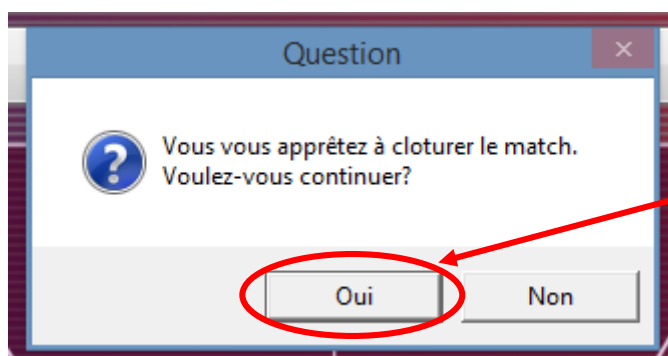 Question
Vous vous apprêtez à cloturer le match.
Voulez-vous continuer?
Oui Non